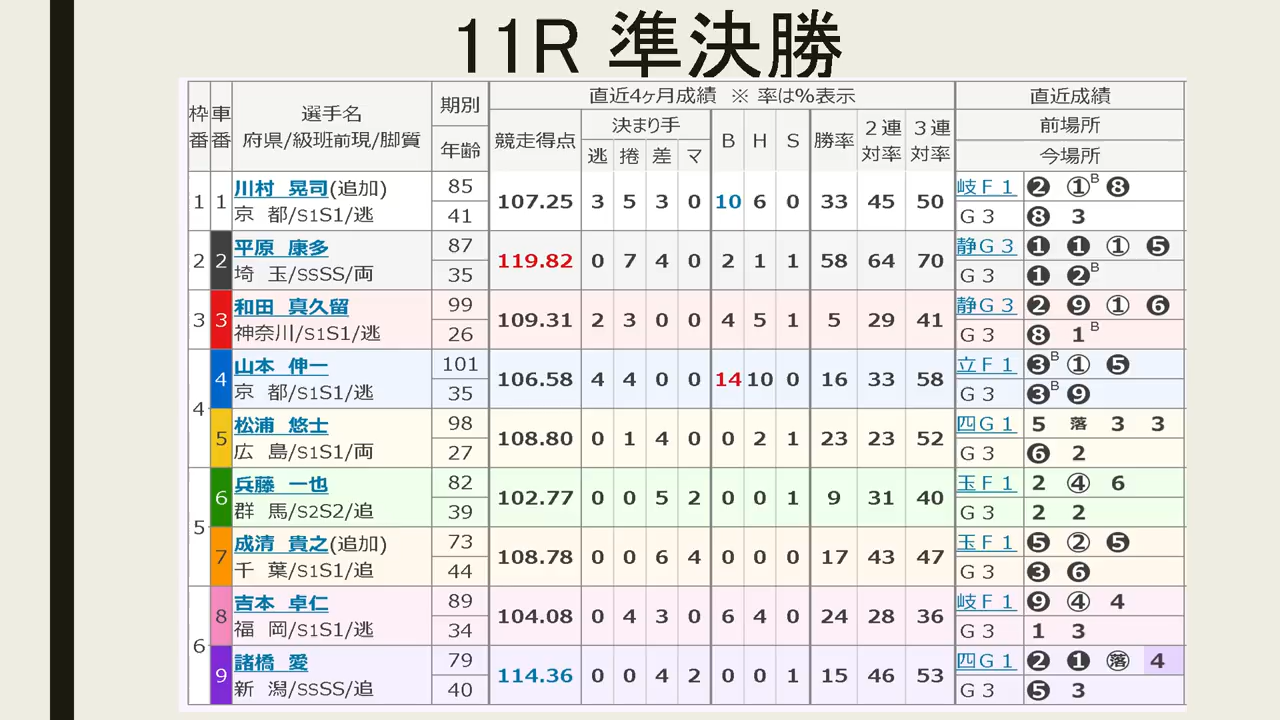 11R 準決勝
枠番 車番 選手名 府県/級班前現/脚質 期別 年齢 直近4ヶ月成績 ※ 率は%表示 直近成績
競走得点 決まり手 B H S 勝率 2連対率 3連対率 前場所
逃 捲 差 マ 今場所
1 1 川村 晃司(追加) 85 107.25 3 5 3 0 10 6 0 33 45 50 岐F1 ❷ ①B ❽
京 都/S1S1/逃 41 G3 ❽ 3
2 2 平原 康多 87 119.82 0 7 4 0 2 1 1 58 64 70 静G3 ❶ ❶ ① ❺
埼 玉/SSSS/両 35 G3 ❶ ❷B
3 3 和田 真久留 99 109.31 2 3 0 0 4 5 1 5 29 41 静G3 ❷ ❾ ① ❻
神奈川/S1S1/逃 26 G3 ❽ 1B
4 4 山本 伸一 101 106.58 4 4 0 0 14 10 0 16 33 58 立F1 ❸B ① ❺
京 都/S1S1/逃 35 G3 ❸B ❾
5 松浦 悠士 98 108.80 0 1 4 0 0 2 1 23 23 52 四G1 5 落 3 3
広 島/S1S1/両 27 G3 ❻ 2
5 6 兵藤 一也 82 102.77 0 0 5 2 0 0 1 9 31 40 玉F1 2 ④ 6
群 馬/S2S2/追 39 G3 2 2
7 成清 貴之(追加) 73 108.78 0 0 6 4 0 0 0 17 43 47 玉F1 ❺ ② ❺
千 葉/S1S1/追 44 G3 ❸ ❻
6 8 吉本 卓仁 89 104.08 0 4 3 0 6 4 0 24 28 36 岐F1 ❾ ④ 4
福 岡/S1S1/逃 34 G3 1 3
9 諸橋 愛 79 114.36 0 0 4 2 0 0 1 15 46 53 四G1 ❷ ❶ 落 4
新 潟/SSSS/追 40 G3 ❺ 3